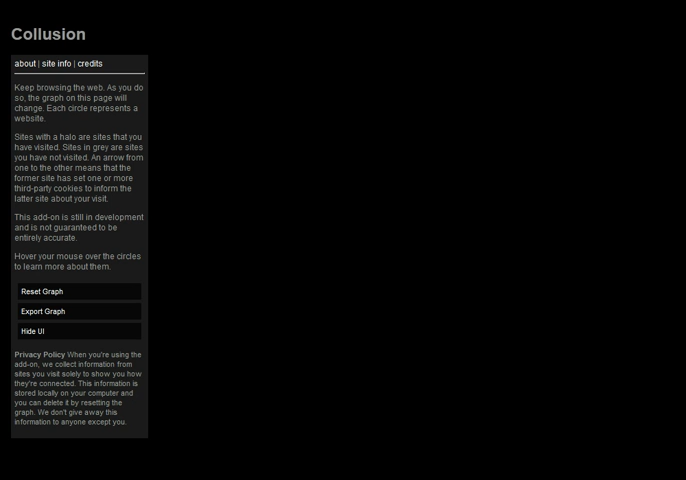 Collusion
about | site info | credits
Keep browsing the web. As you do
so, the graph on this page will
change. Each circle represents a
website.
Sites with a halo are sites that you
have visited. Sites in grey are sites
you have not visited. An arrow from
one to the other means that the
former site has set one or more
third-party cookies to inform the
latter site about your visit.
This add-on is still in development
and is not guaranteed to be
entirely accurate.
Hover your mouse over the circles
to learn more about them.
Reset Graph
Export Graph
Hide UI
Privacy Policy When you're using the
add-on, we collect information from
sites you visit solely to show you how
they're connected. This information is
stored locally on your computer and
you can delete it by resetting the
graph. We don't give away this
information to anyone except you.